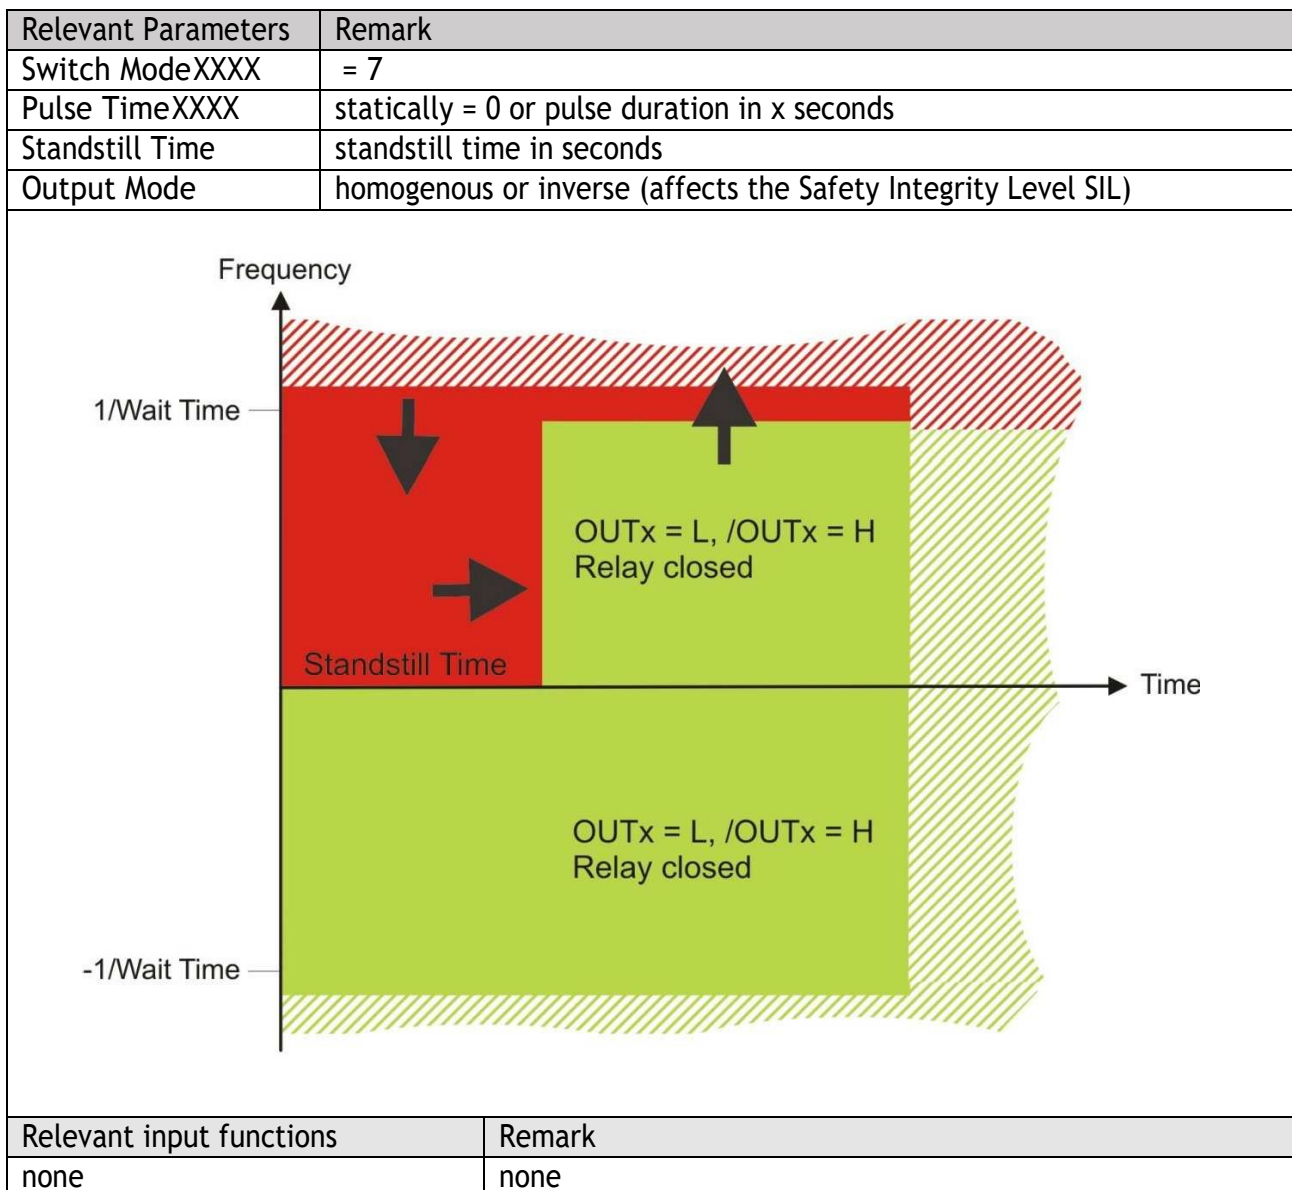 Relevant Parameters Remark
Switch ModeXXXX = 7
Pulse TimeXXXX statically = 0 or pulse duration in x seconds
Standstill Time standstill time in seconds
Output Mode homogenous or inverse (affects the Safety Integrity Level SIL)
Frequency
1/Wait Time
OUTx = L, /OUTx = H
Relay closed
Standstill Time
Time
OUTx = L, /OUTx = H
Relay closed
-1/Wait Time
Relevant input functions Remark
none none